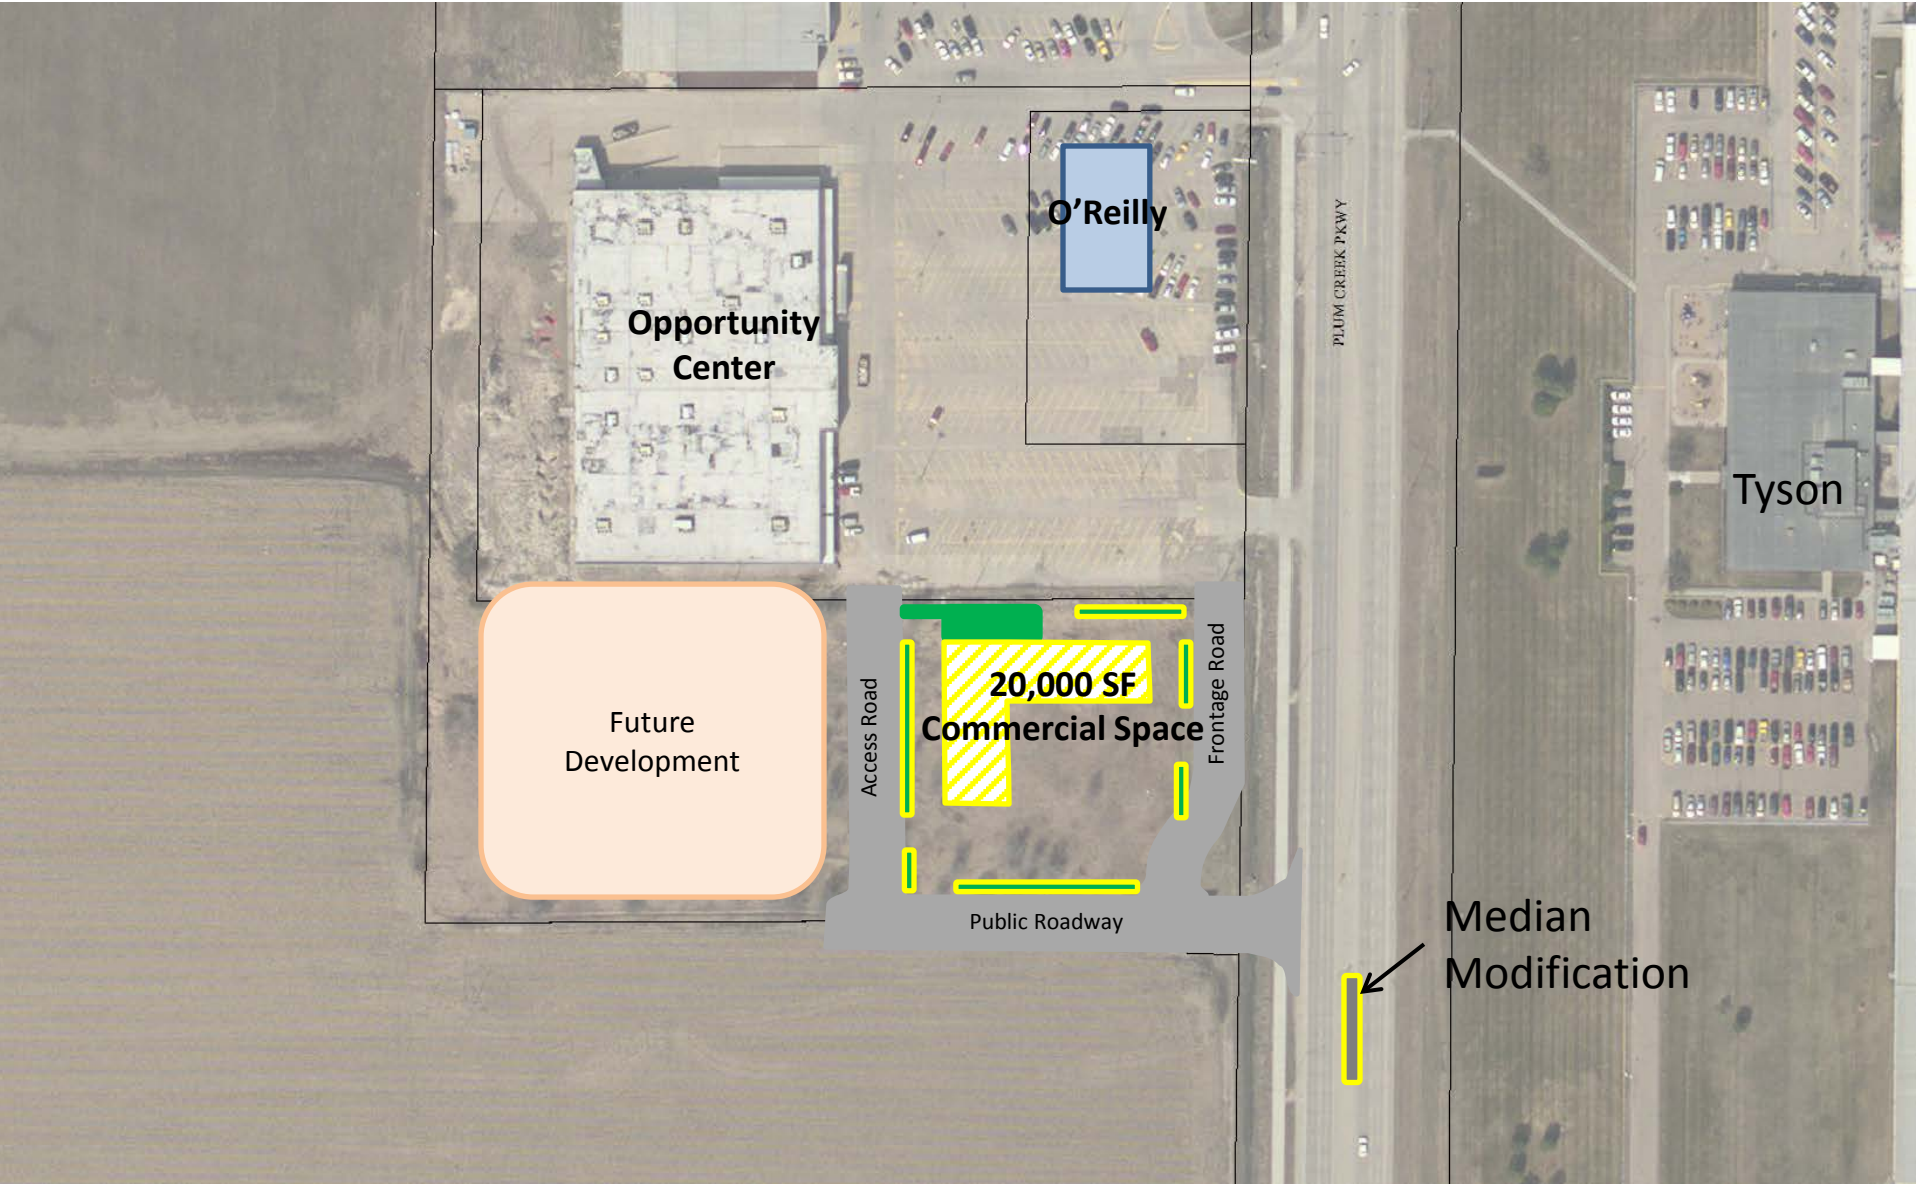 O'Reilly
PLUM CREEK PKWY
Opportunity
Center
Tyson
20,000 SF
Commercial Space
Future
Development
Access Road
Frontage Road
Public Roadway
Median
Modification